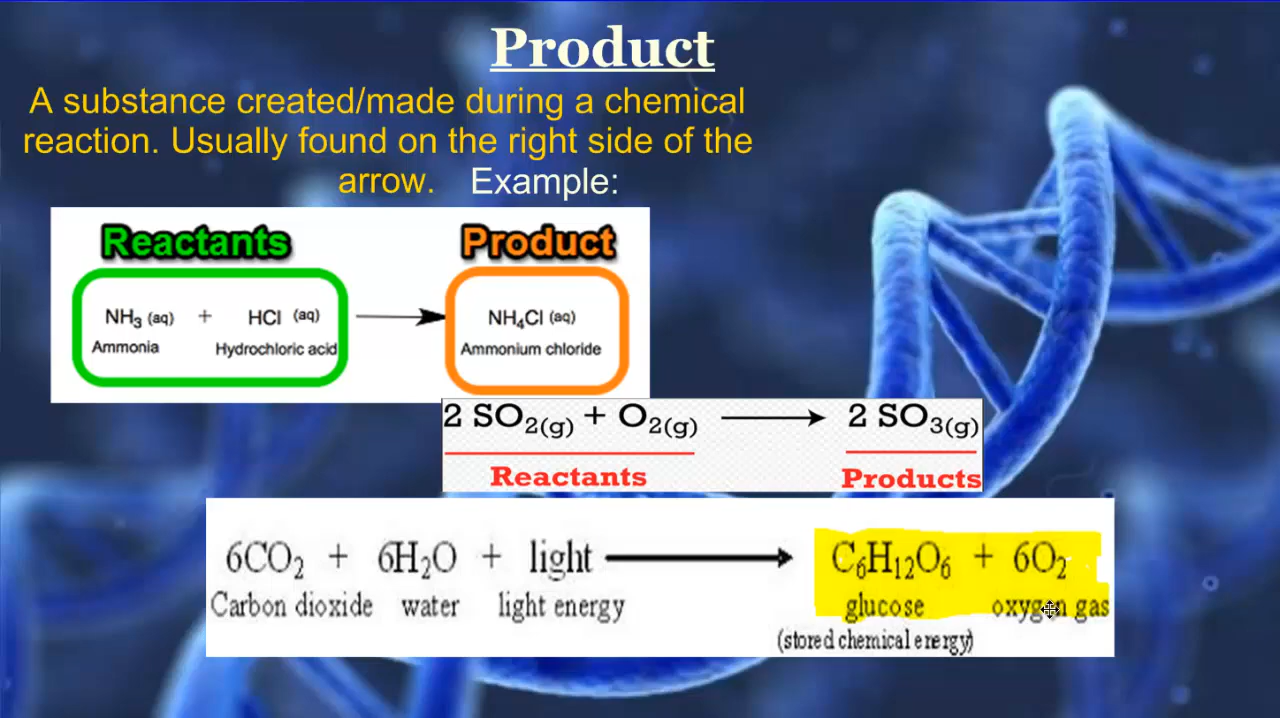 Product
A substance created/made during a chemical
reaction. Usually found on the right side of the
arrow. Example:
Reactants Product
NH₃ (aq) + HCl (aq) NH₄Cl (aq)
Ammonia Hydrochloric acid Ammonium chloride
2 SO₂(g) + O₂(g) ⟶ 2 SO₃(g)
Reactants Products
6CO₂ + 6H₂O + light ⟶ C₆H₁₂O₆ + 6O₂
Carbon dioxide water light energy glucose oxygen gas
(stored chemical energy)